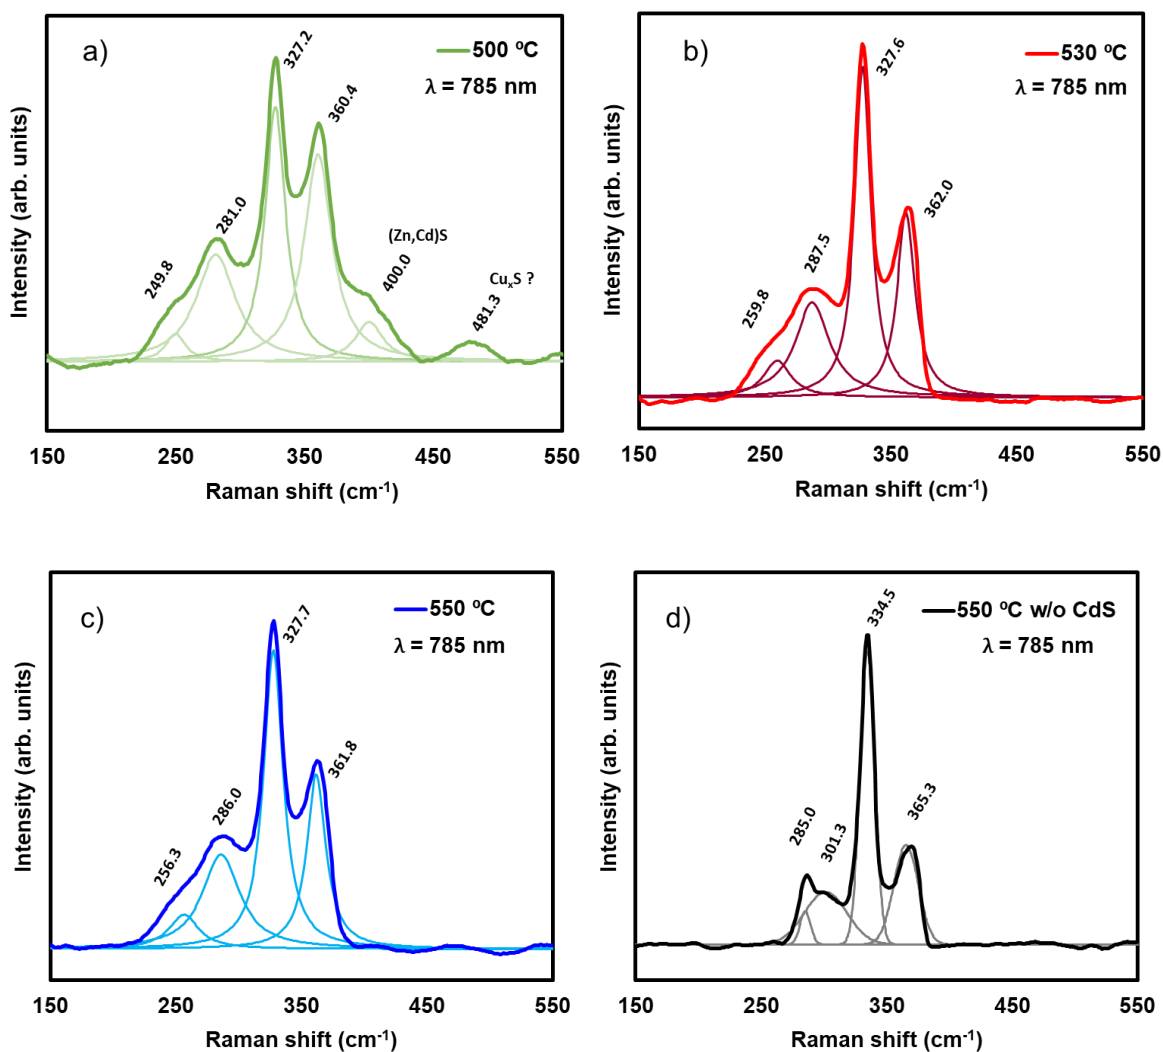 a)
500 ºC
λ = 785 nm
327.2
360.4
281.0
249.8
(Zn,Cd)S
400.0
CuxS ?
481.3
Intensity (arb. units)
150 250 350 450 550
Raman shift (cm-1)
b)
530 ºC
λ = 785 nm
327.6
362.0
287.5
259.8
Intensity (arb. units)
150 250 350 450 550
Raman shift (cm-1)
c)
550 ºC
λ = 785 nm
327.7
361.8
286.0
256.3
Intensity (arb. units)
150 250 350 450 550
Raman shift (cm-1)
d)
550 ºC w/o CdS
λ = 785 nm
334.5
365.3
285.0
301.3
Intensity (arb. units)
150 250 350 450 550
Raman shift (cm-1)